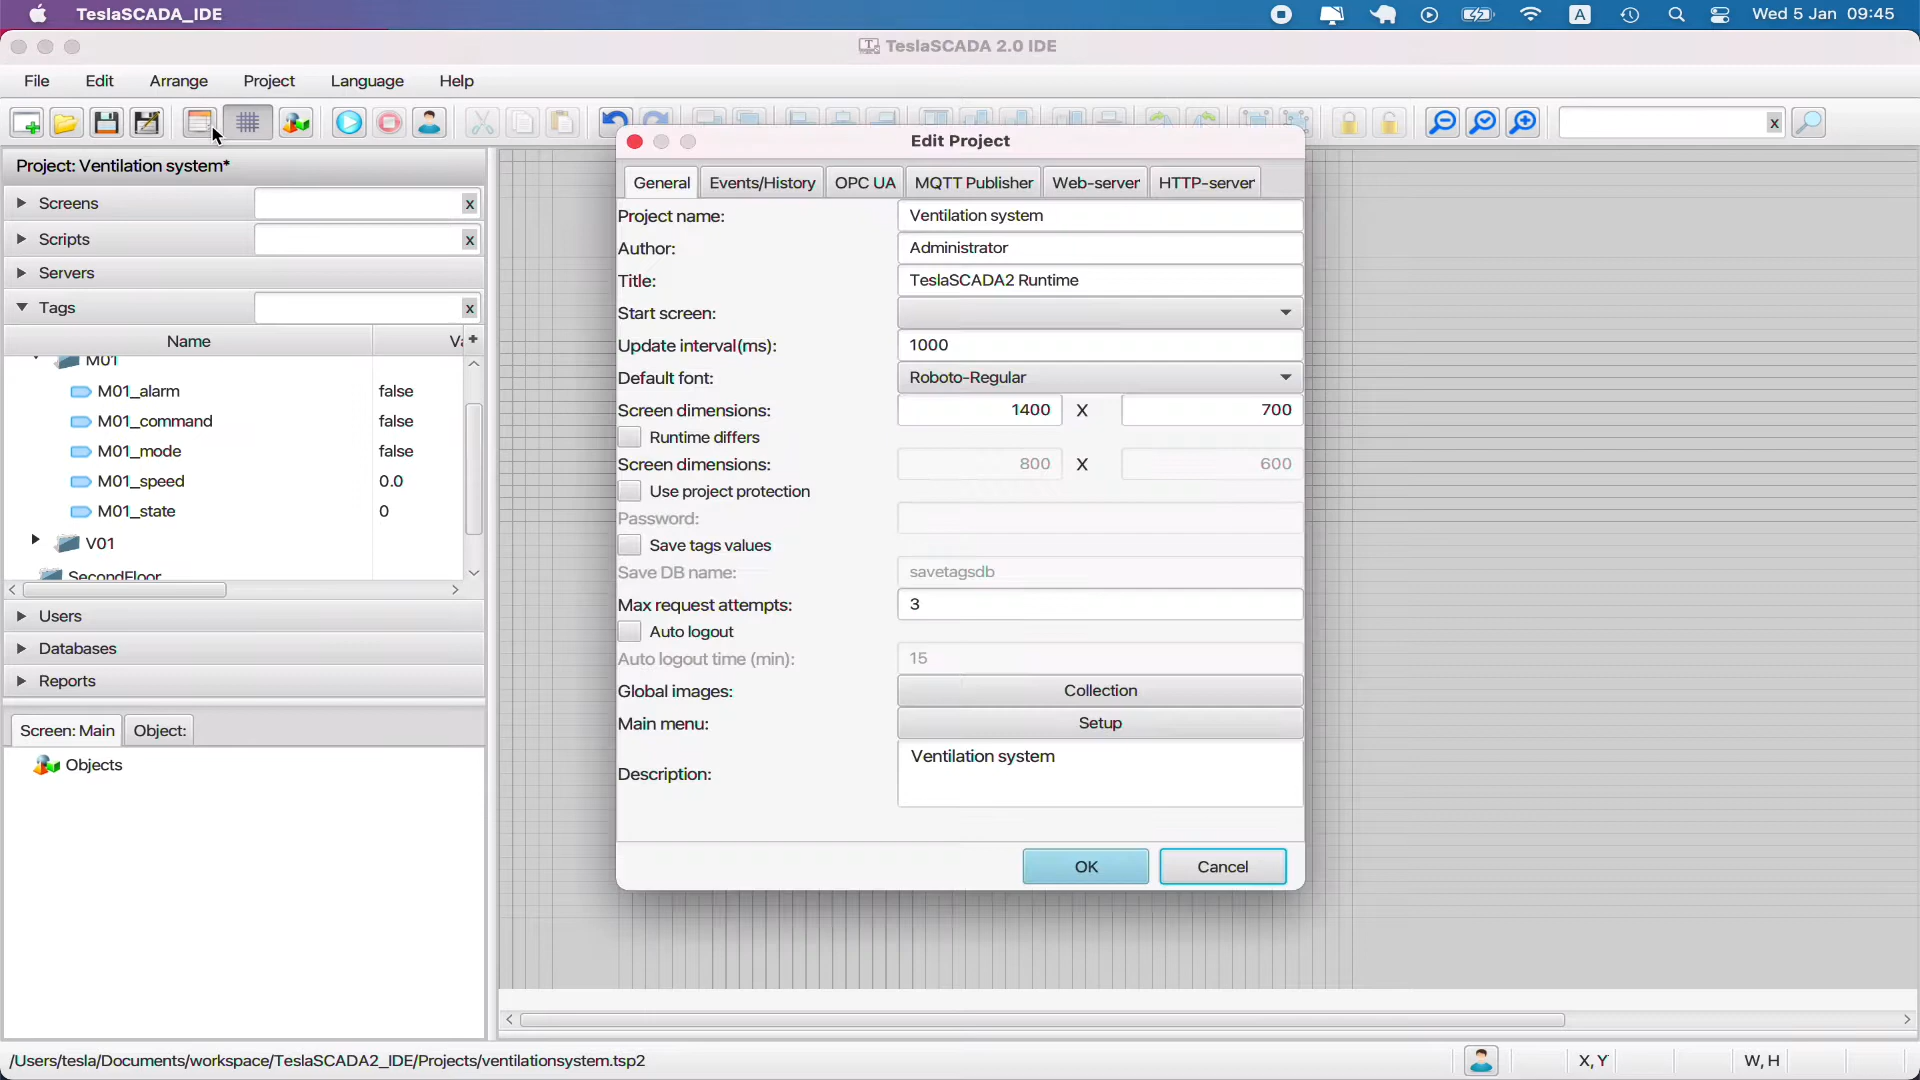 TeslaSCADA_IDE
A
Wed 5 Jan 09:45
TeslaSCADA 2.0 IDE
File Edit Arrange Project Language Help
x
Project: Ventilation system*
Screens x
Scripts x
Servers
Tags x
Name Va +
M01
M01_alarm false
M01_command false
M01_mode false
M01_speed 0.0
M01_state 0
V01
SecondFloor
Users
Databases
Reports
Screen: Main Object:
Objects
Edit Project
General Events/History OPC UA MQTT Publisher Web-server HTTP-server
Project name: Ventilation system
Author: Administrator
Title: TeslaSCADA2 Runtime
Start screen:
Update interval(ms): 1000
Default font: Roboto-Regular
Screen dimensions: 1400 X 700
Runtime differs
Screen dimensions: 800 X 600
Use project protection
Password:
Save tags values
Save DB name: savetagsdb
Max request attempts: 3
Auto logout
Auto logout time (min): 15
Global images: Collection
Main menu: Setup
Description: Ventilation system
OK Cancel
/Users/tesla/Documents/workspace/TeslaSCADA2_IDE/Projects/ventilationsystem.tsp2
X, Y W, H